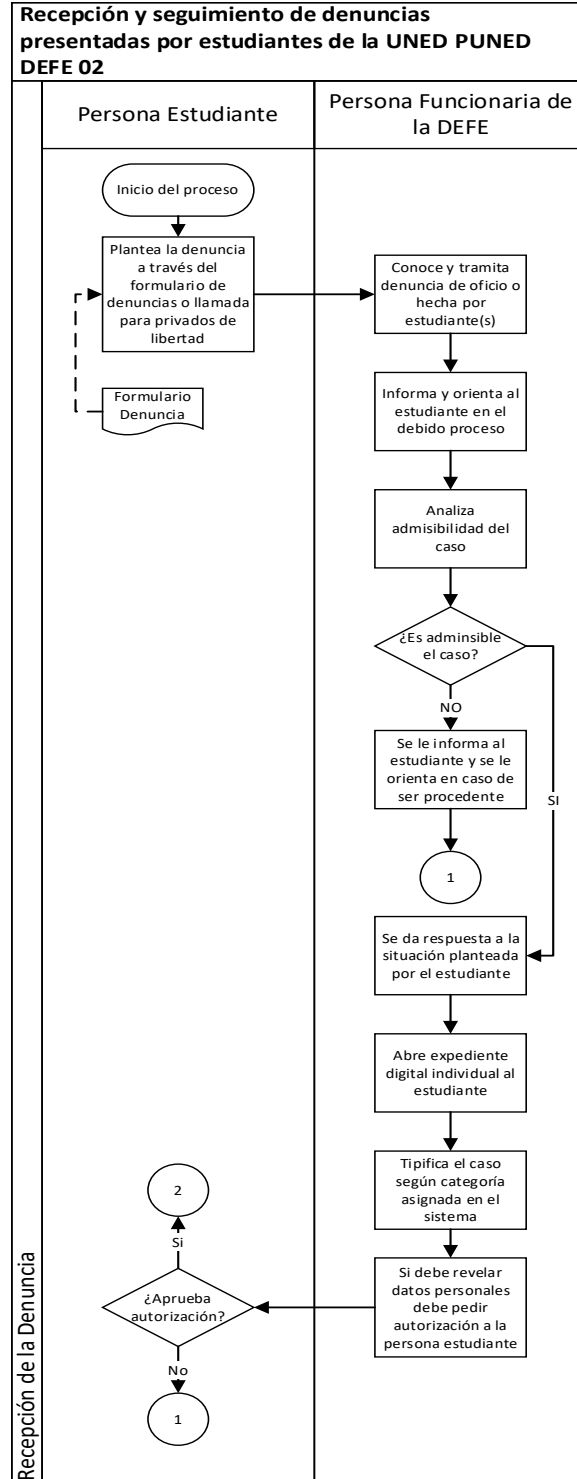 Recepción y seguimiento de denuncias
presentadas por estudiantes de la UNED PUNED
DEFE 02
Persona Estudiante
Persona Funcionaria de
la DEFE
Inicio del proceso
Plantea la denuncia
a través del
formulario de
denuncias o llamada
para privados de
libertad
Formulario
Denuncia
Conoce y tramita
denuncia de oficio o
hecha por
estudiante(s)
Informa y orienta al
estudiante en el
debido proceso
Analiza
admisibilidad del
caso
¿Es adminsible
el caso?
NO
SI
Se le informa al
estudiante y se le
orienta en caso de
ser procedente
1
Se da respuesta a la
situación planteada
por el estudiante
Abre expediente
digital individual al
estudiante
Tipifica el caso
según categoría
asignada en el
sistema
Si debe revelar
datos personales
debe pedir
autorización a la
persona estudiante
2
Si
¿Aprueba
autorización?
No
1
Recepción de la Denuncia